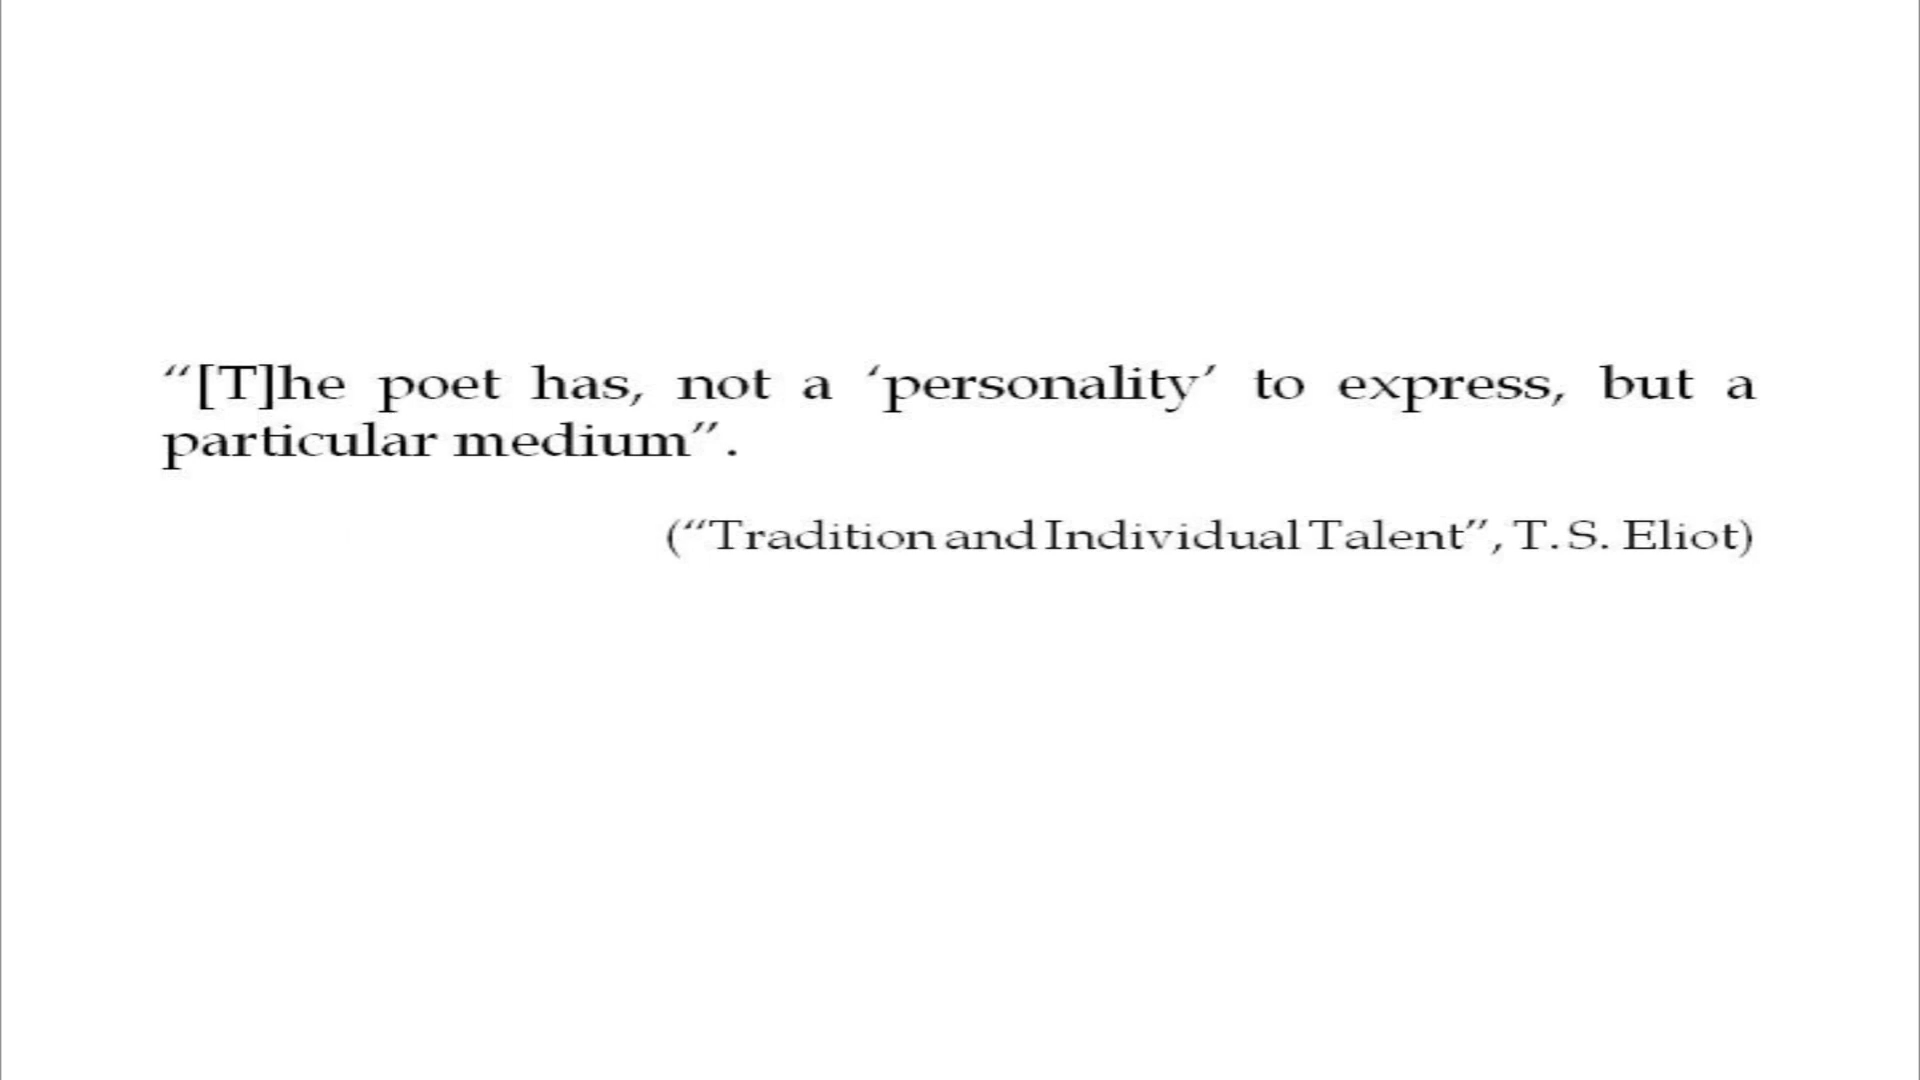 “[T]he poet has, not a ‘personality’ to express, but a
particular medium”.
(“Tradition and Individual Talent”, T. S. Eliot)